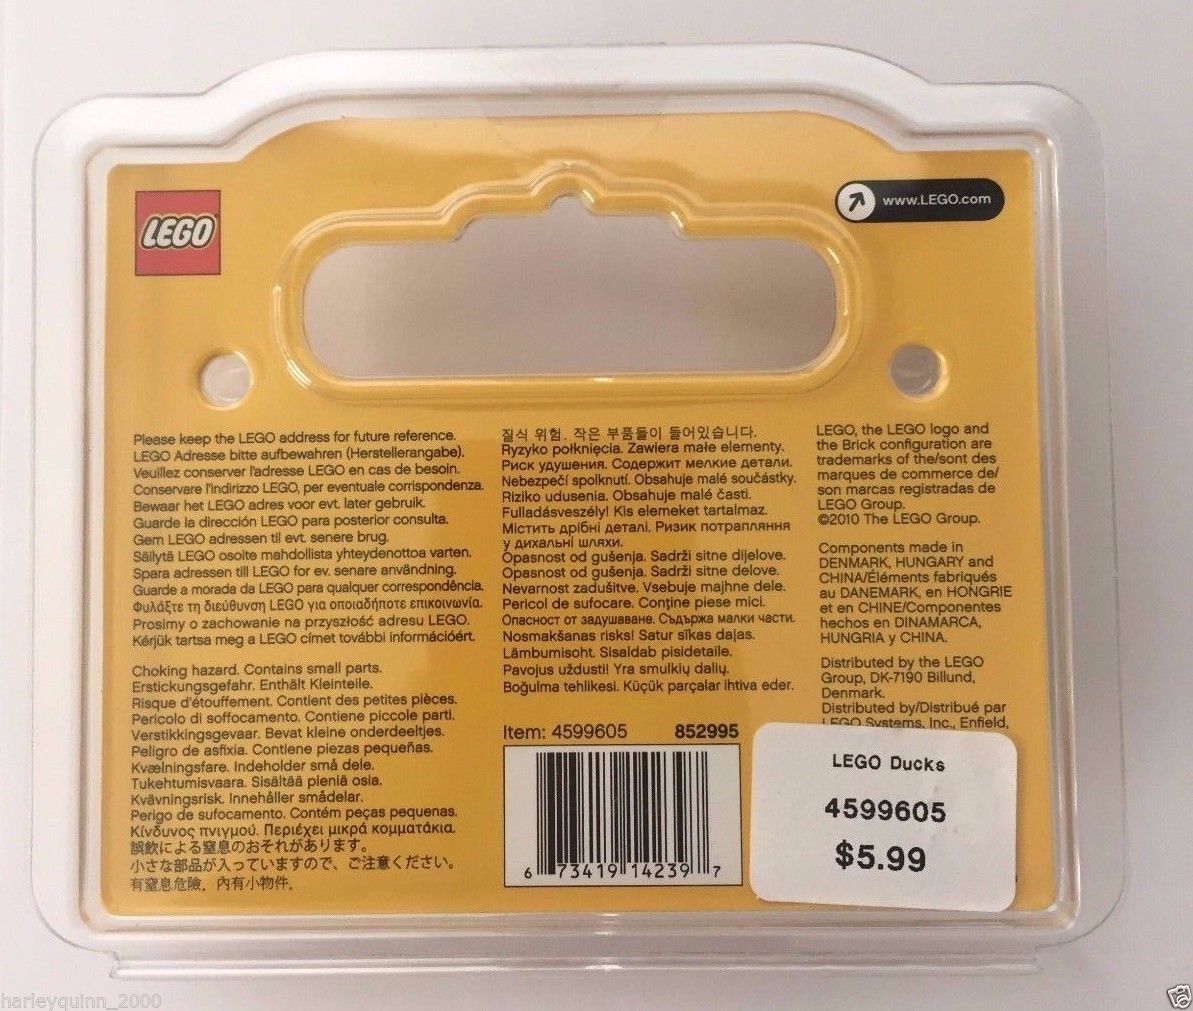 LEGO
www.LEGO.com
Please keep the LEGO address for future reference.
LEGO Adresse bitte aufbewahren (Herstellerangabe).
Veuillez conserver l'adresse LEGO en cas de besoin.
Conservare l'indirizzo LEGO, per eventuale corrispondenza.
Bewaar het LEGO adres voor evt. later gebruik.
Guarde la dirección LEGO para posterior consulta.
Gem LEGO adressen til evt. senere brug.
Säilytä LEGO osoite mahdollista yhteydenottoa varten.
Spara adressen till LEGO for ev. senare användning.
Guarde a morada da LEGO para qualquer correspondência.
Φυλάξτε τη διεύθυνση LEGO για οποιαδήποτε επικοινωνία.
Prosimy o zachowanie na przyszłość adresu LEGO.
Kérjük tartsa meg a LEGO címet további információért.
Choking hazard. Contains small parts.
Erstickungsgefahr. Enthält Kleinteile.
Risque d'étouffement. Contient des petites pièces.
Pericolo di soffocamento. Contiene piccole parti.
Verstikkingsgevaar. Bevat kleine onderdeeltjes.
Peligro de asfixia. Contiene piezas pequeñas.
Kvælningsfare. Indeholder små dele.
Tukehtumisvaara. Sisältää pieniä osia.
Kvävningsrisk. Innehåller smådelar.
Perigo de sufocamento. Contém peças pequenas.
Κίνδυνος πνιγμού. Περιέχει μικρά κομματάκια.
誤飲による窒息のおそれがあります。
小さな部品が入っていますので、ご注意ください。
有窒息危險．內有小物件．
질식 위험. 작은 부품들이 들어있습니다.
Ryzyko połknięcia. Zawiera małe elementy.
Риск удушения. Содержит мелкие детали.
Nebezpečí spolknutí. Obsahuje malé součástky.
Riziko udusenia. Obsahuje malé časti.
Fulladásveszély! Kis elemeket tartalmaz.
Містить дрібні деталі. Ризик потрапляння
у дихальні шляхи.
Opasnost od gušenja. Sadrži sitne dijelove.
Opasnost od gušenja. Sadrži sitne delove.
Nevarnost zadušitve. Vsebuje majhne dele.
Pericol de sufocare. Conține piese mici.
Опасност от задушаване. Съдържа малки части.
Nosmakšanas risks! Satur sīkas daļas.
Lämbumisoht. Sisaldab pisidetaile.
Pavojus uždusti! Yra smulkių dalių.
Boğulma tehlikesi. Küçük parçalar ihtiva eder.
Item: 4599605 852995
6 73419 14239 7
LEGO, the LEGO logo and
the Brick configuration are
trademarks of the/sont des
marques de commerce de/
son marcas registradas de
LEGO Group.
©2010 The LEGO Group.
Components made in
DENMARK, HUNGARY and
CHINA/Éléments fabriqués
au DANEMARK, en HONGRIE
et en CHINE/Componentes
hechos en DINAMARCA,
HUNGRIA y CHINA.
Distributed by the LEGO
Group, DK-7190 Billund,
Denmark.
Distributed by/Distribué par
LEGO Systems, Inc., Enfield,
LEGO Ducks
4599605
$5.99
harleyquinn_2000